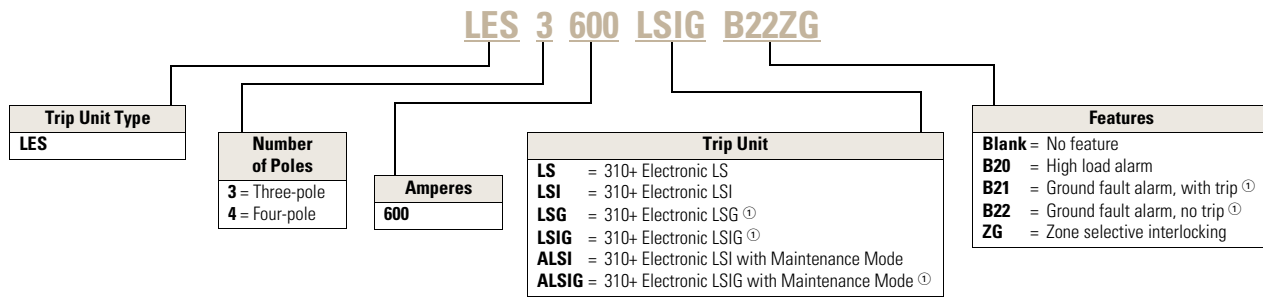 LES 3 600 LSIG B22ZG
Trip Unit Type
LES
Number
of Poles
3 = Three-pole
4 = Four-pole
Amperes
600
Trip Unit
LS = 310+ Electronic LS
LSI = 310+ Electronic LSI
LSG = 310+ Electronic LSG ①
LSIG = 310+ Electronic LSIG ①
ALSI = 310+ Electronic LSI with Maintenance Mode
ALSIG = 310+ Electronic LSIG with Maintenance Mode ①
Features
Blank = No feature
B20 = High load alarm
B21 = Ground fault alarm, with trip ①
B22 = Ground fault alarm, no trip ①
ZG = Zone selective interlocking